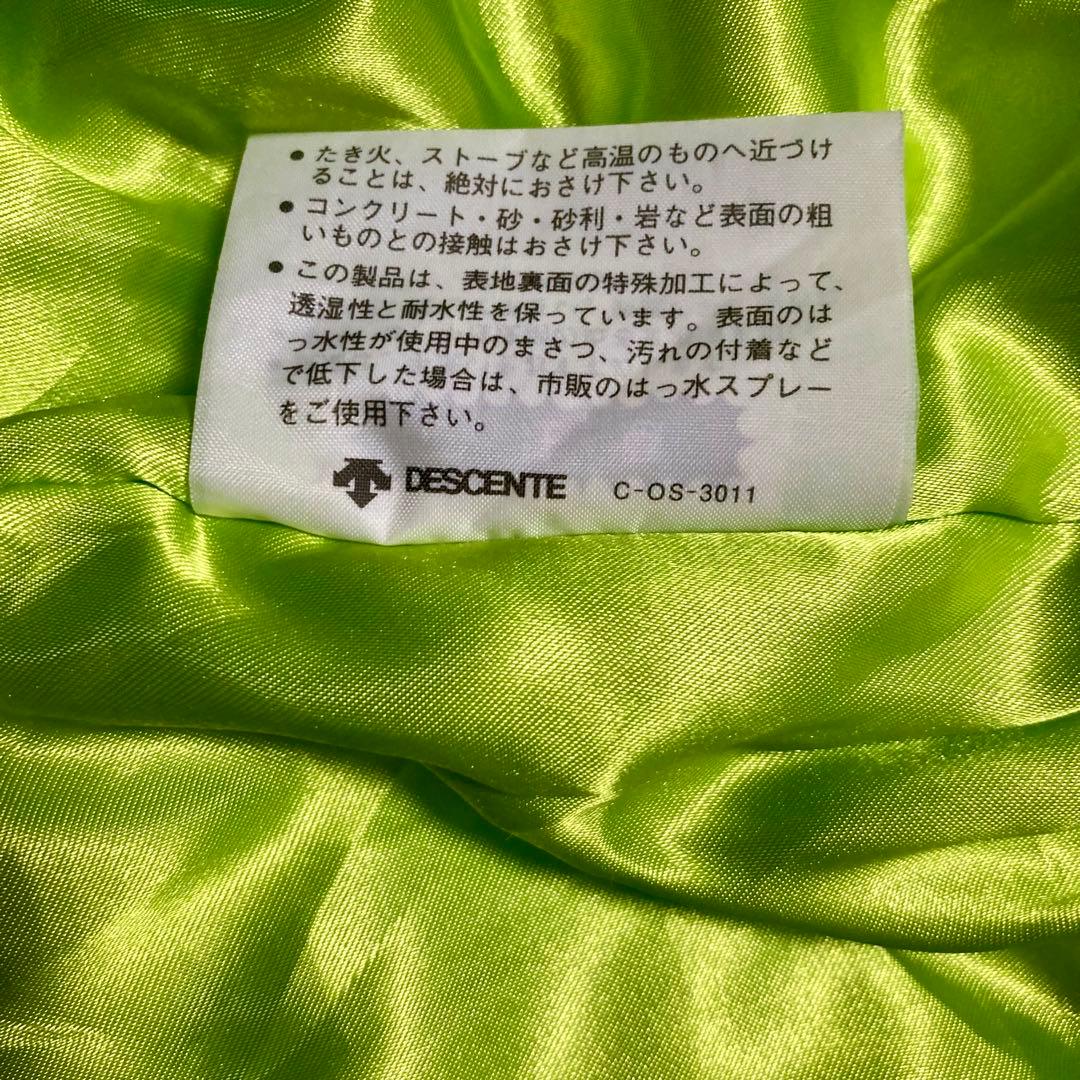 ● たき火、ストーブなど高温のものへ近づけ
ることは、絶対におさけ下さい。
● コンクリート・砂・砂利・岩など表面の粗
いものとの接触はおさけ下さい。
● この製品は、表地裏面の特殊加工によって、
透湿性と耐水性を保っています。表面のは
っ水性が使用中のまさつ、汚れの付着など
で低下した場合は、市販のはっ水スプレー
をご使用下さい。
DESCENTE C-OS-3011